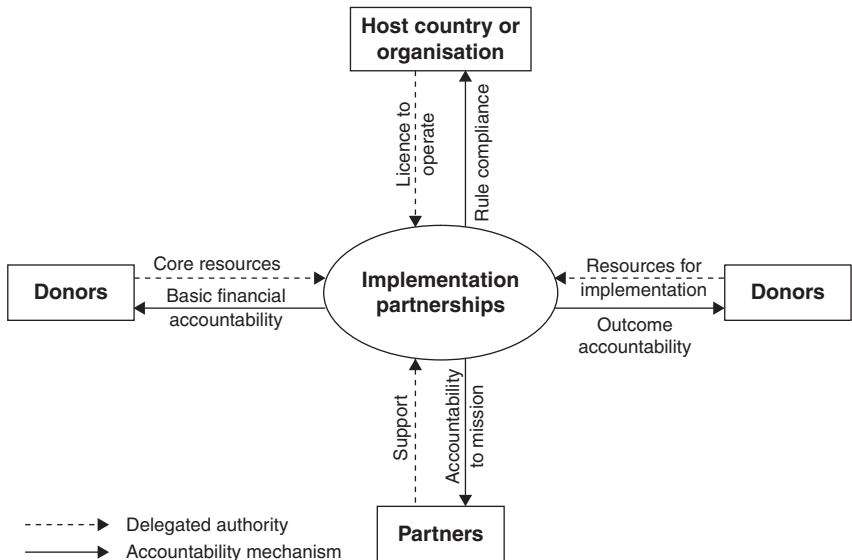 Host country or
organisation
Licence to
operate
Rule compliance
Core resources
Donors
Basic financial
accountability
Implementation
partnerships
Resources for
implementation
Donors
Outcome
accountability
Support
Accountability
to mission
Partners
Delegated authority
Accountability mechanism